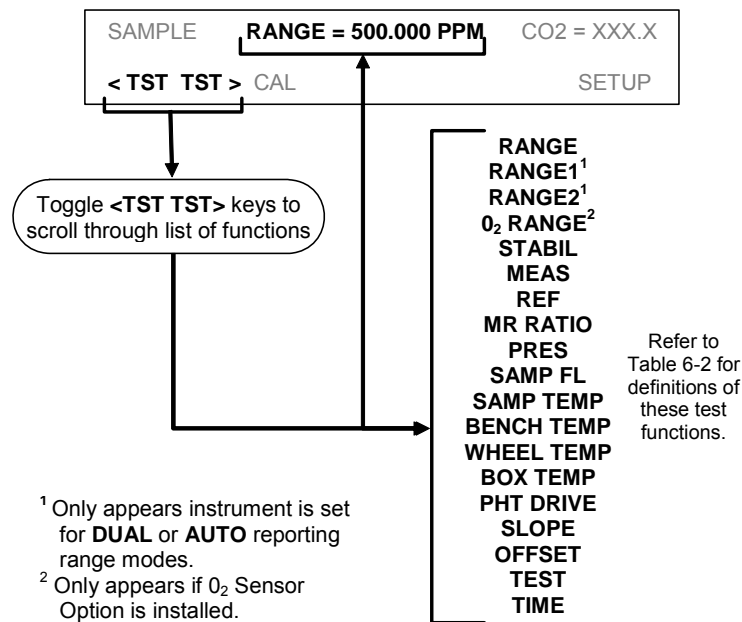 SAMPLE RANGE = 500.000 PPM CO2 = XXX.X
< TST TST > CAL SETUP
Toggle <TST TST> keys to
scroll through list of functions
RANGE
RANGE1¹
RANGE2¹
0₂ RANGE²
STABIL
MEAS
REF
MR RATIO
PRES
SAMP FL
SAMP TEMP
BENCH TEMP
WHEEL TEMP
BOX TEMP
PHT DRIVE
SLOPE
OFFSET
TEST
TIME
Refer to
Table 6-2 for
definitions of
these test
functions.
¹ Only appears instrument is set
for DUAL or AUTO reporting
range modes.
² Only appears if 0₂ Sensor
Option is installed.